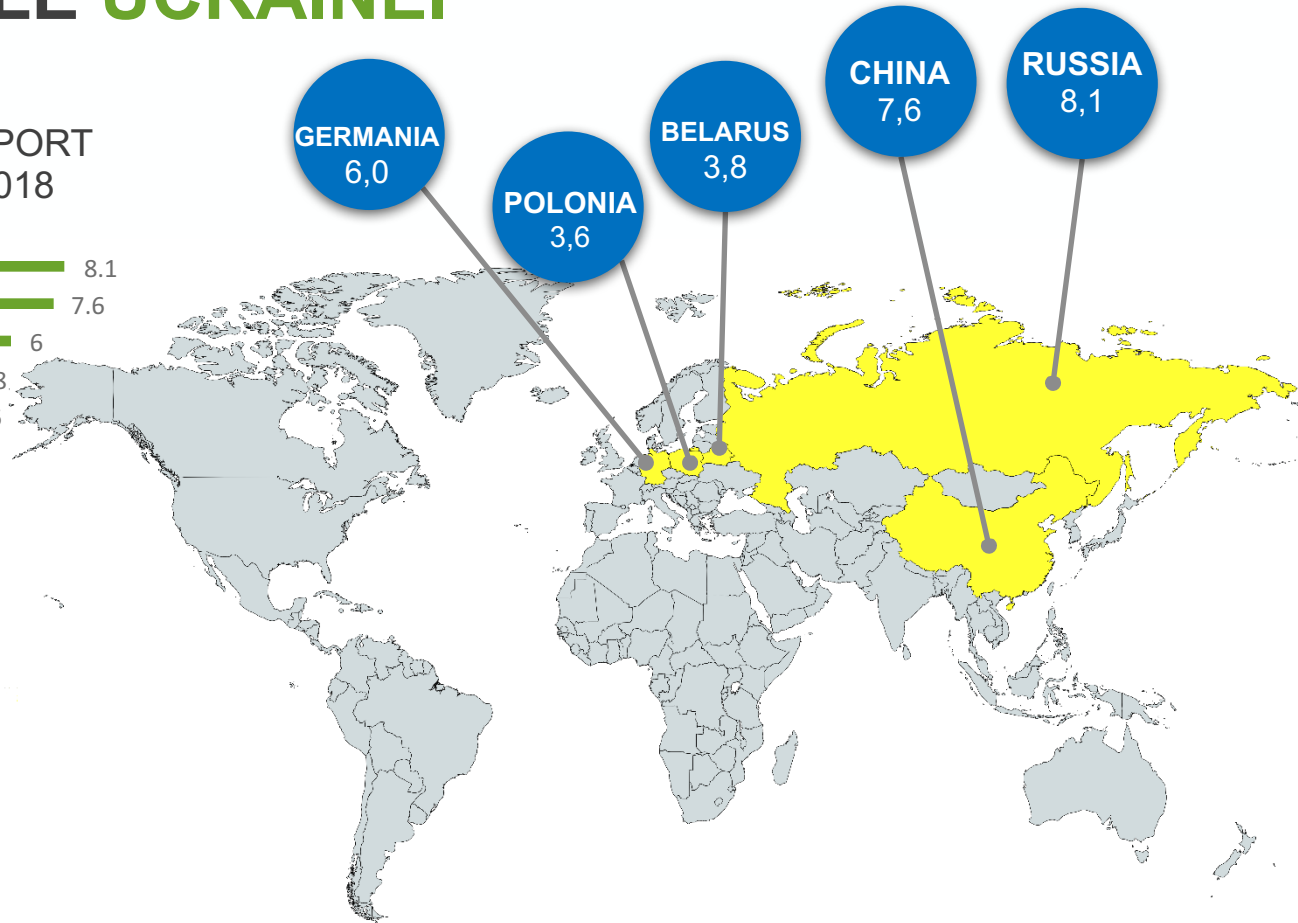 UCRAINEI
PORT
018
8.1
7.6
6
GERMANIA
6,0
POLONIA
3,6
BELARUS
3,8
CHINA
7,6
RUSSIA
8,1